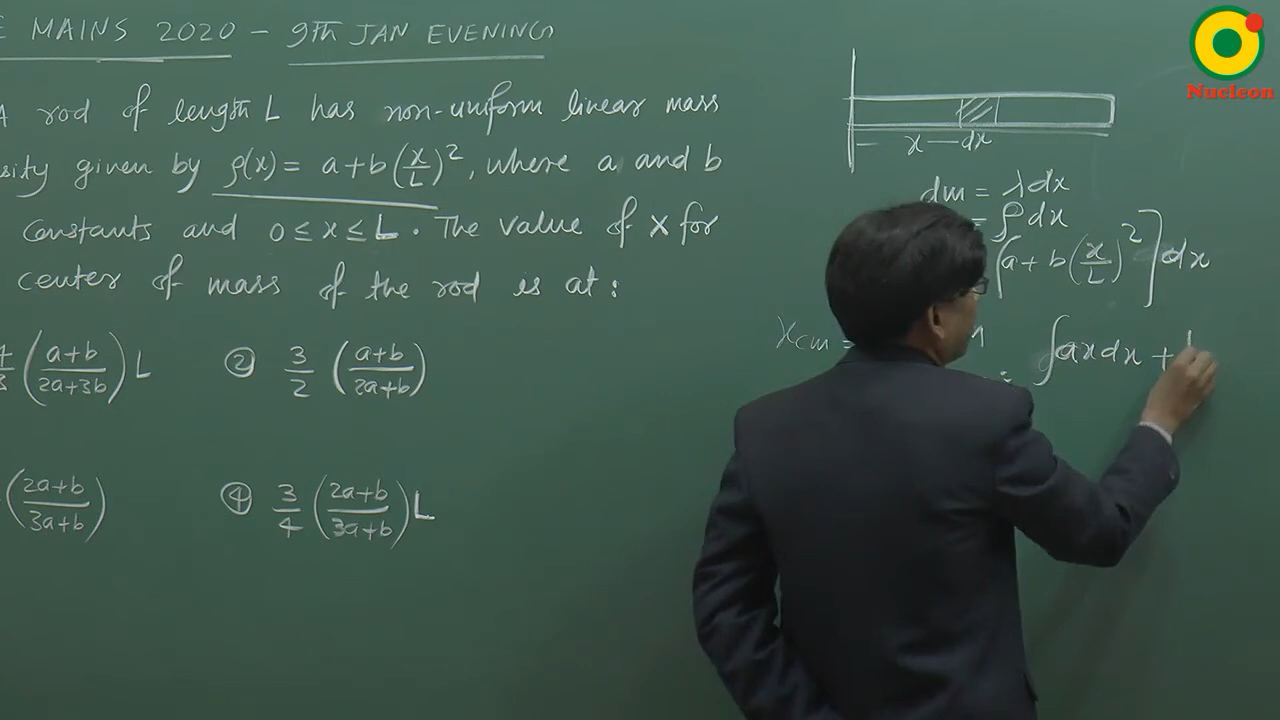 E MAINS 2020 – 9TH JAN EVENING
A rod of length L has non-uniform linear mass
sity given by ρ(x) = a+b(x/L)², where a and b
constants and 0 ≤ x ≤ L. The value of x for
center of mass of the rod is at:
(a+b / 2a+3b) L ② 3/2 (a+b / 2a+b)
(2a+b / 3a+b) ④ 3/4 (2a+b / 3a+b) L
x — dx
dm = λdx
= ρdx
[a + b(x/L)²] dx
xcm =
= ∫axdx +
Nucleon